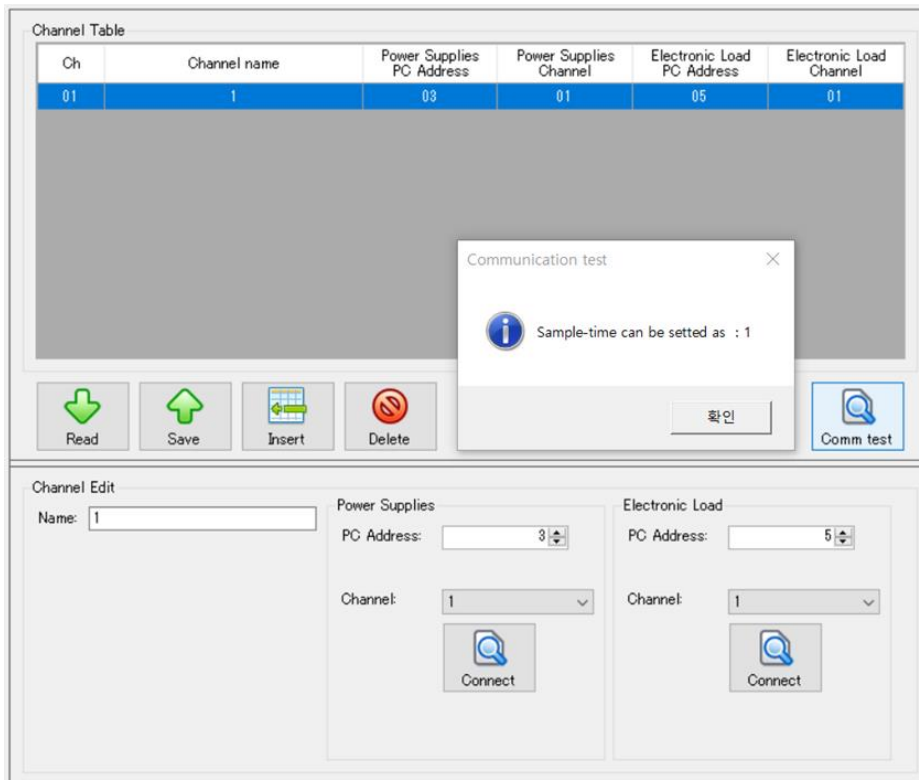 Channel Table
Ch
Channel name
Power Supplies
PC Address
Power Supplies
Channel
Electronic Load
PC Address
Electronic Load
Channel
01
1
03
01
05
01
Communication test
Sample-time can be setted as : 1
확인
Read
Save
Insert
Delete
Comm test
Channel Edit
Name:
1
Power Supplies
PC Address:
3
Channel:
1
Connect
Electronic Load
PC Address:
5
Channel:
1
Connect